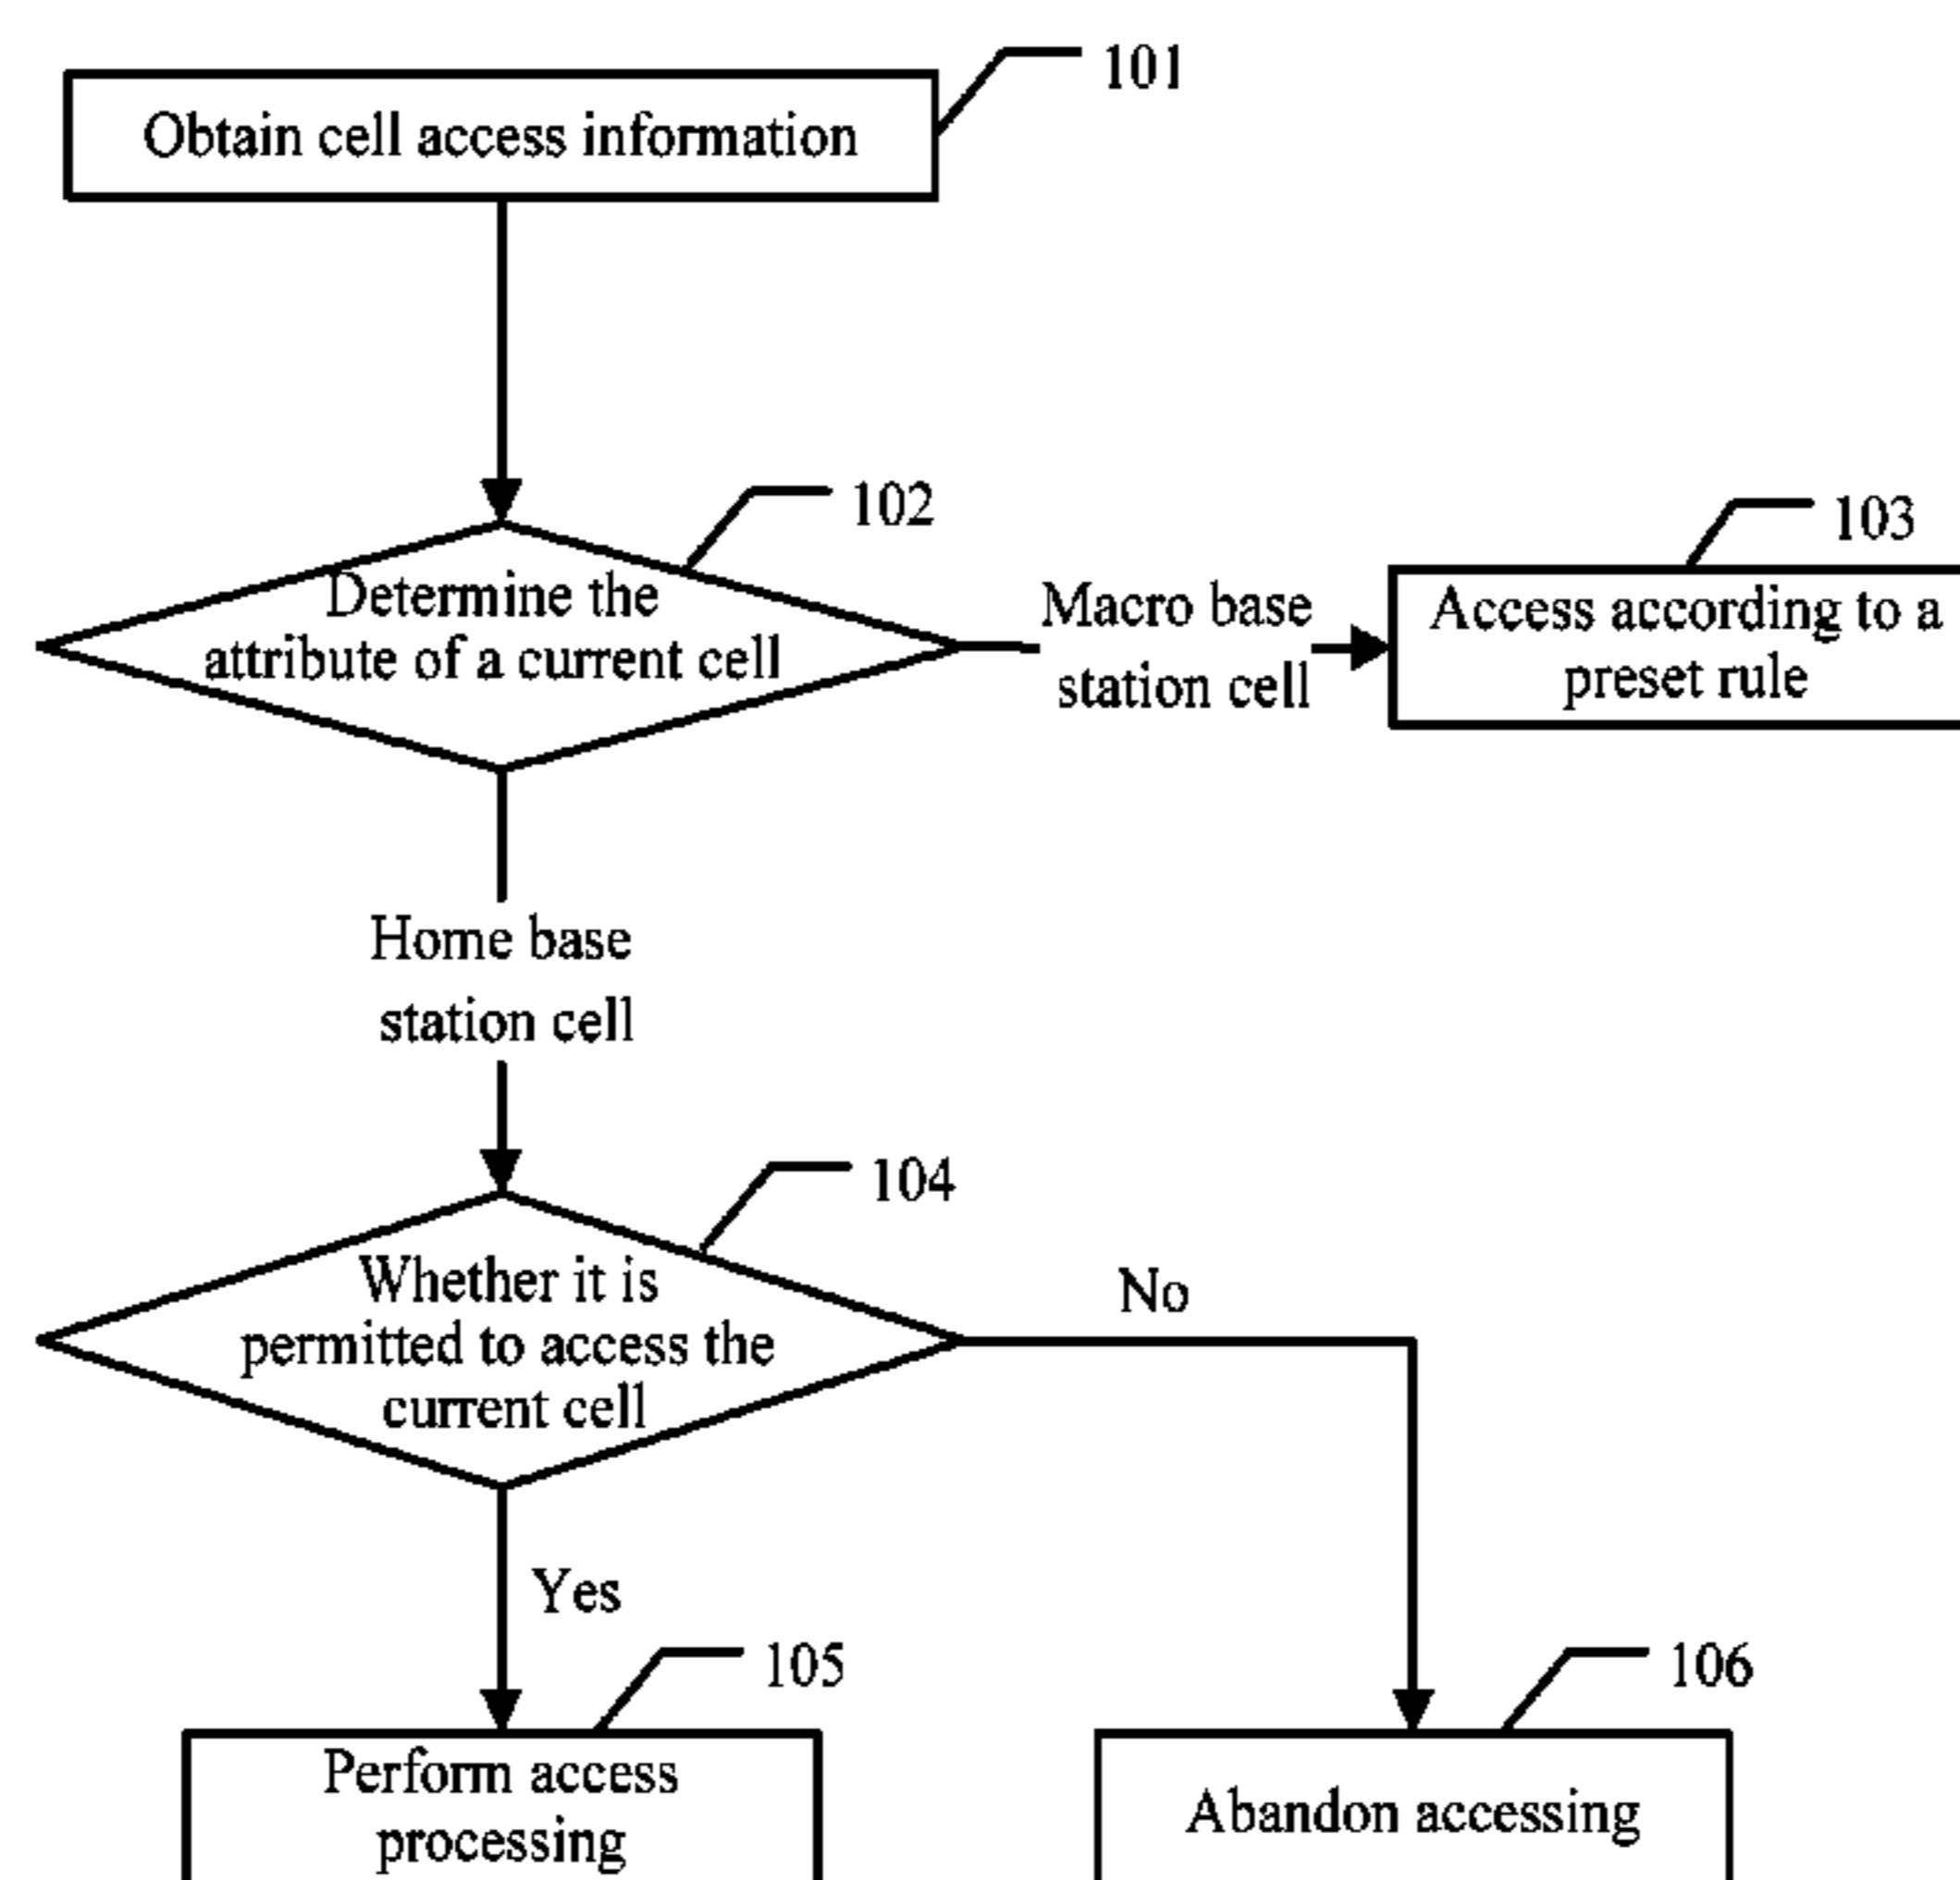 101
Obtain cell access information
102
Determine the
attribute of a current cell
Macro base
station cell
103
Access according to a
preset rule
Home base
station cell
104
Whether it is
permitted to access the
current cell
No
Yes
105
Perform access
processing
106
Abandon accessing